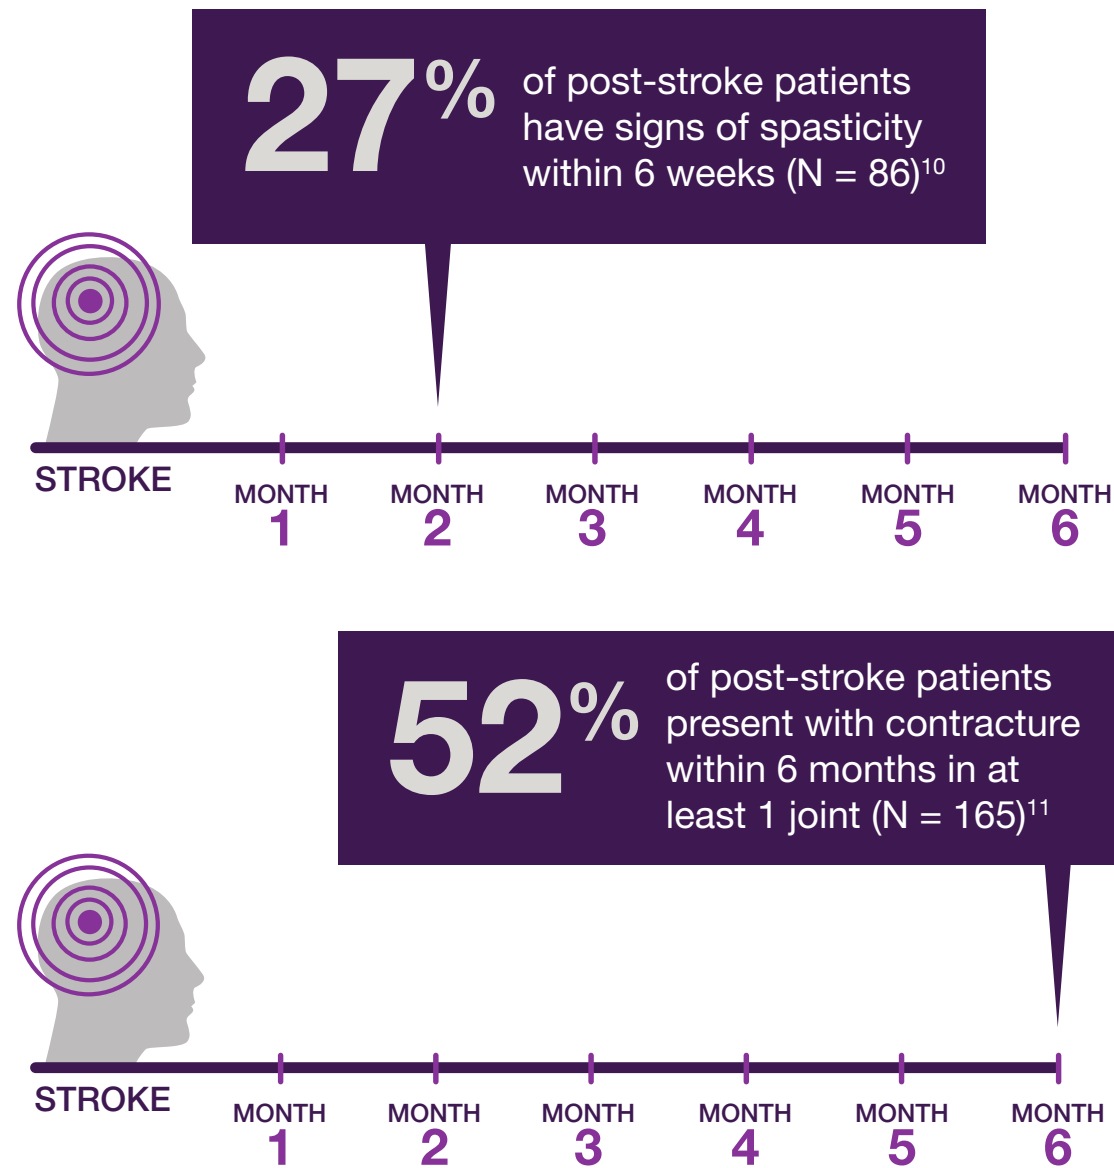 27%
of post-stroke patients
have signs of spasticity
within 6 weeks (N = 86)10
STROKE
MONTH 1
MONTH 2
MONTH 3
MONTH 4
MONTH 5
MONTH 6
52%
of post-stroke patients
present with contracture
within 6 months in at
least 1 joint (N = 165)11
STROKE
MONTH 1
MONTH 2
MONTH 3
MONTH 4
MONTH 5
MONTH 6